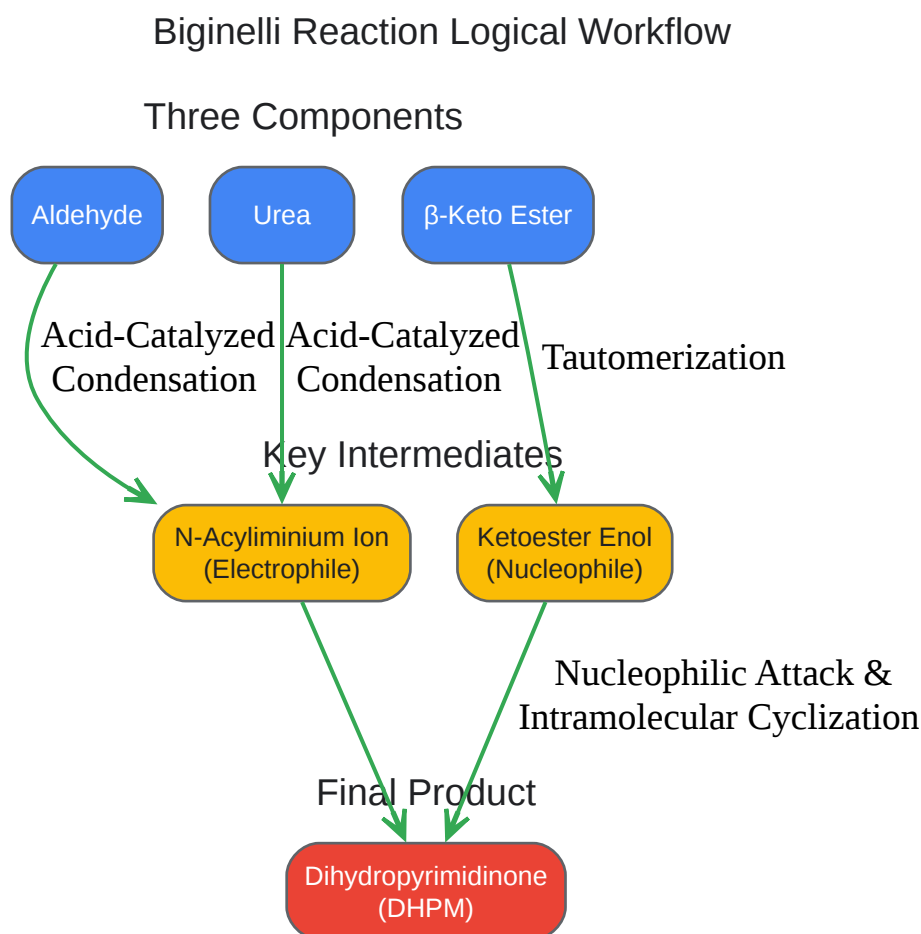 Biginelli Reaction Logical Workflow
Three Components
Aldehyde
Urea
β-Keto Ester
Acid-Catalyzed
Condensation
Acid-Catalyzed
Condensation
Tautomerization
Key Intermediates
N-Acyliminium Ion
(Electrophile)
Ketoester Enol
(Nucleophile)
Nucleophilic Attack &
Intramolecular Cyclization
Final Product
Dihydropyrimidinone
(DHPM)